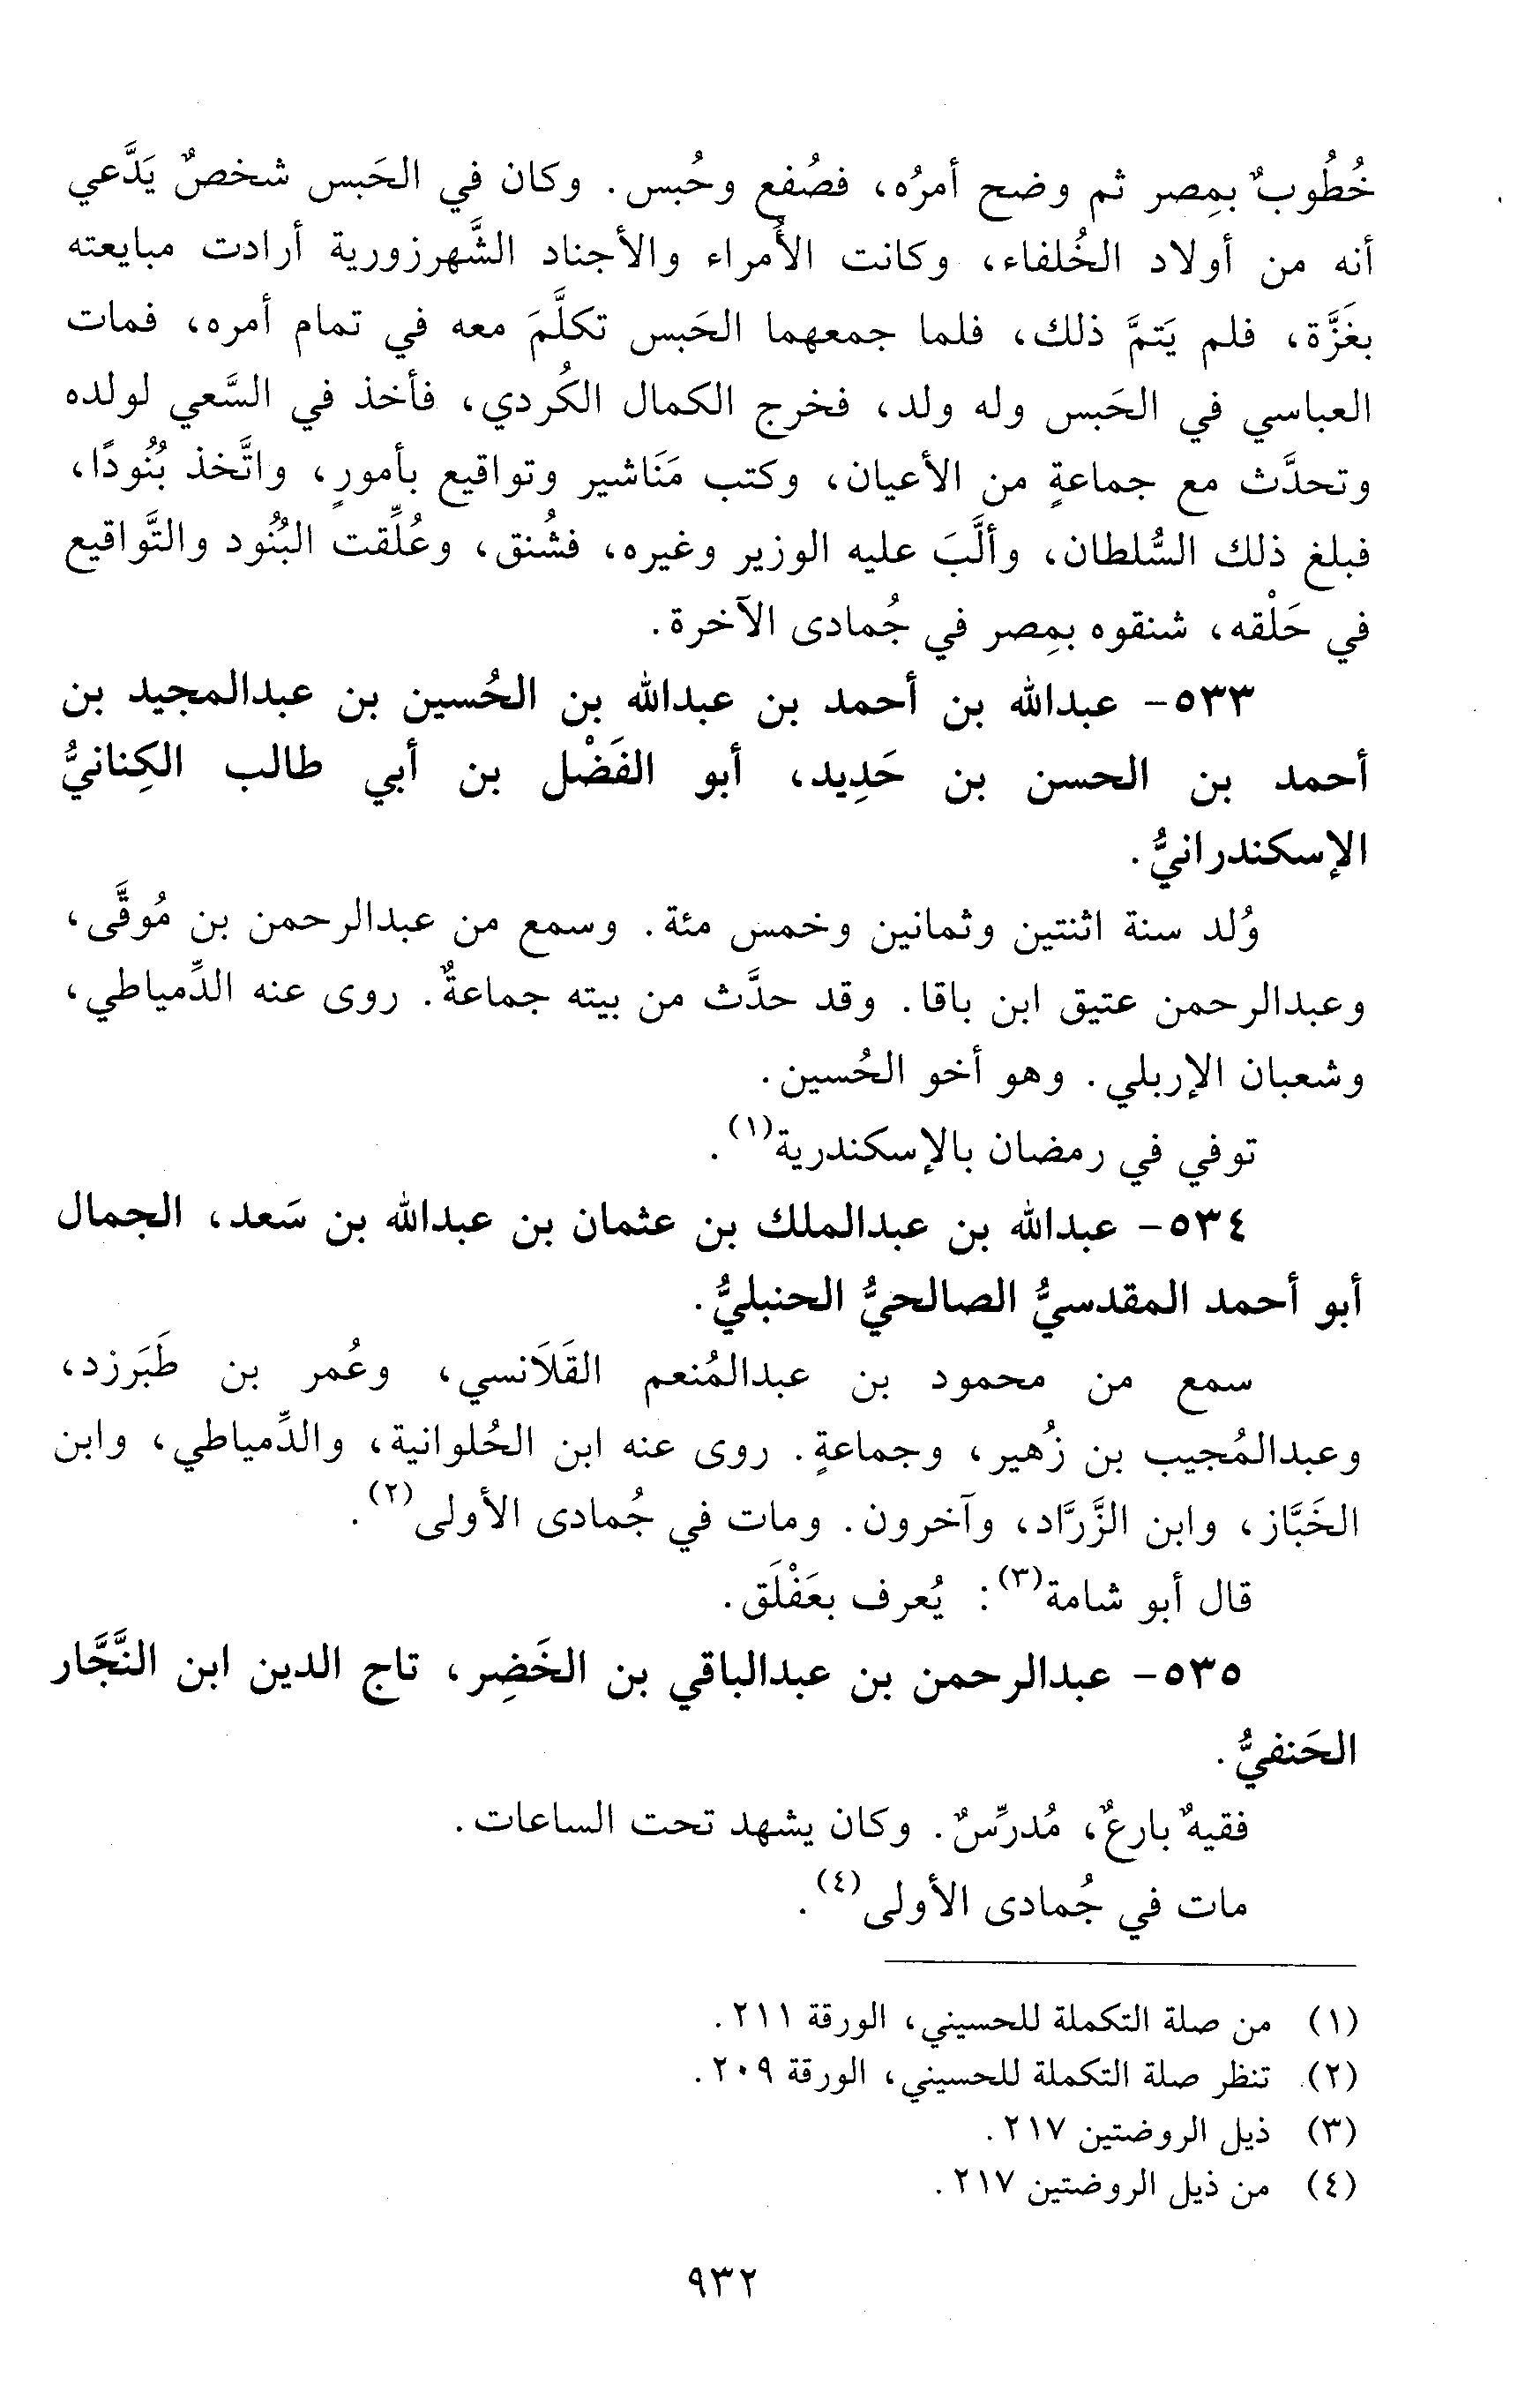 خُطُوبٌ بمِصر ثم وضح أمرُه، فصُفع وحُبس. وكان في الحَبس شخصٌ يَدَّعي
أنه من أولاد الخُلفاء، وكانت الأُمراء والأجناد الشَّهرزورية أرادت مبايعته
بغَزَّة، فلم يَتمَّ ذلك، فلما جمعهما الحَبس تكلَّمَ معه في تمام أمره، فمات
العباسي في الحَبس وله ولد، فخرج الكمال الكُردي، فأخذ في السَّعي لولده
وتحدَّث مع جماعةٍ من الأعيان، وكتب مَنَاشير وتواقيع بأمورٍ، واتَّخذ بُنُودًا،
فبلغ ذلك السُّلطان، وألَّبَ عليه الوزير وغيره، فشُنق، وعُلِّقت البُنُود والتَّواقيع
في حَلْقه، شنقوه بمِصر في جُمادى الآخرة.
٥٣٣- عبدالله بن أحمد بن عبدالله بن الحُسين بن عبدالمجيد بن
أحمد بن الحسن بن حَدِيد، أبو الفَضْل بن أبي طالب الكِنانيُّ
الإسكندرانيُّ.
وُلد سنة اثنتين وثمانين وخمس مئة. وسمع من عبدالرحمن بن مُوقَّى،
وعبدالرحمن عتيق ابن باقا. وقد حدَّث من بيته جماعةٌ. روى عنه الدِّمياطي،
وشعبان الإربلي. وهو أخو الحُسين.
توفي في رمضان بالإسكندرية(١).
٥٣٤- عبدالله بن عبدالملك بن عثمان بن عبدالله بن سَعد، الجمال
أبو أحمد المقدسيُّ الصالحيُّ الحنبليُّ.
سمع من محمود بن عبدالمُنعم القَلَانسي، وعُمر بن طَبَرزد،
وعبدالمُجيب بن زُهير، وجماعةٍ. روى عنه ابن الحُلوانية، والدِّمياطي، وابن
الخَبَّاز، وابن الزَّرَّاد، وآخرون. ومات في جُمادى الأولى(٢).
قال أبو شامة(٣): يُعرف بعَفْلَق.
٥٣٥- عبدالرحمن بن عبدالباقي بن الخَضِر، تاج الدين ابن النَّجَّار
الحَنفيُّ.
فقيهٌ بارعٌ، مُدرِّسٌ. وكان يشهد تحت الساعات.
مات في جُمادى الأولى(٤).
(١) من صلة التكملة للحسيني، الورقة ٢١١.
(٢) تنظر صلة التكملة للحسيني، الورقة ٢٠٩.
(٣) ذيل الروضتين ٢١٧.
(٤) من ذيل الروضتين ٢١٧.
٩٣٢